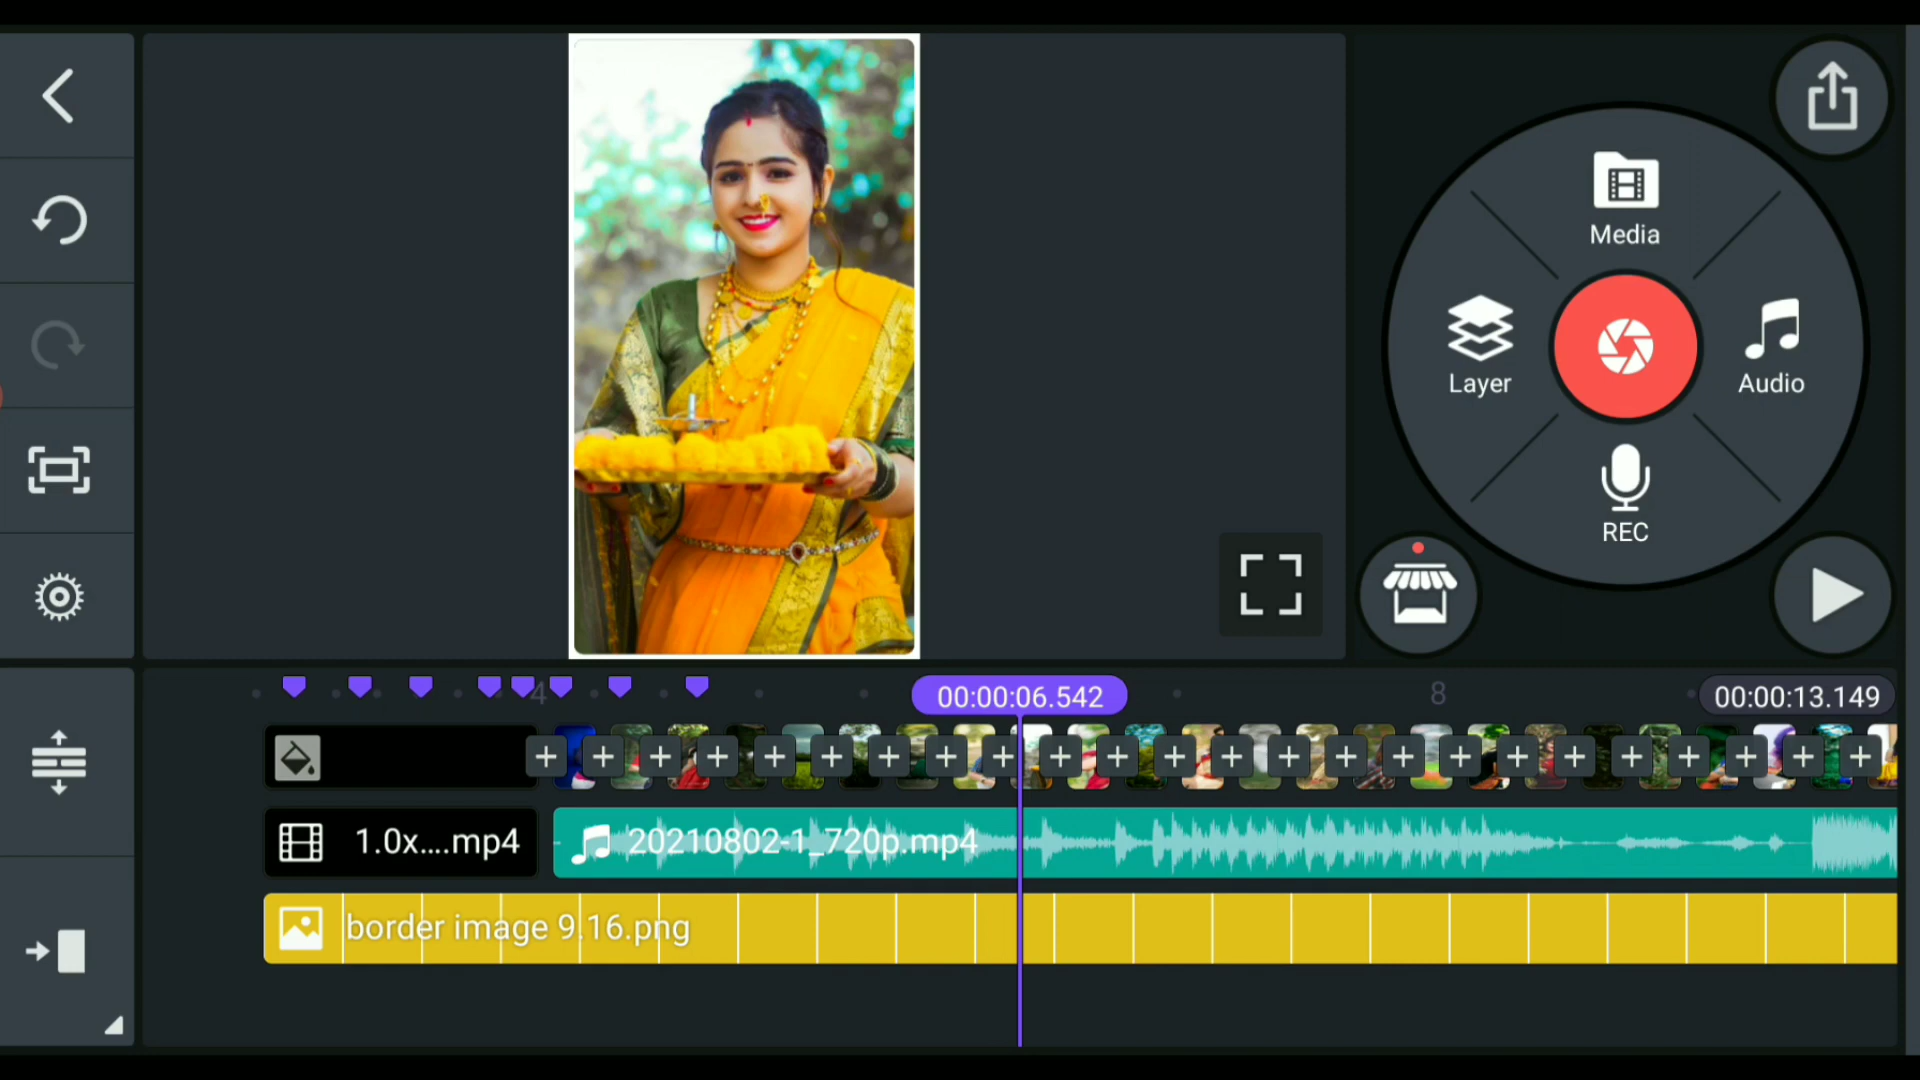 Media
Layer
Audio
REC
4
00:00:06.542
8
00:00:13.149
1.0x....mp4
20210802-1_720p.mp4
border image 9.16.png